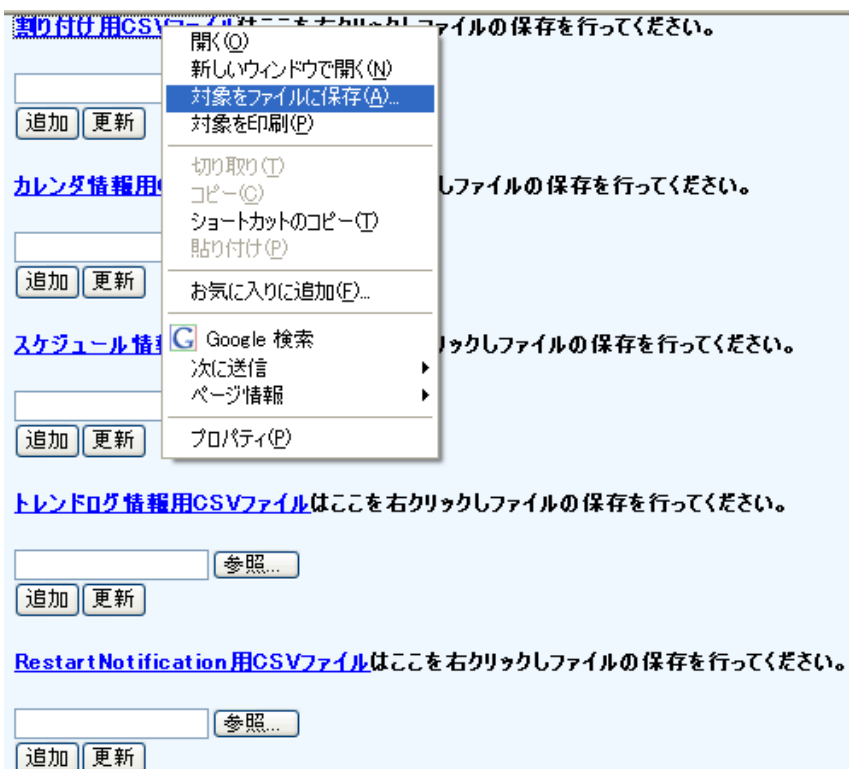 割り付け用CSVファイルはここを右クリックしファイルの保存を行ってください。
開く(O)
新しいウィンドウで開く(N)
対象をファイルに保存(A)...
対象を印刷(P)
追加 更新
切り取り(T)
コピー(C)
ショートカットのコピー(T)
貼り付け(P)
カレンダ情報用 しファイルの保存を行ってください。
追加 更新
お気に入りに追加(F)...
Google 検索
次に送信
ページ情報
スケジュール情 リックしファイルの保存を行ってください。
追加 更新
プロパティ(P)
トレンドログ情報用CSVファイルはここを右クリックしファイルの保存を行ってください。
参照...
追加 更新
RestartNotification用CSVファイルはここを右クリックしファイルの保存を行ってください。
参照...
追加 更新